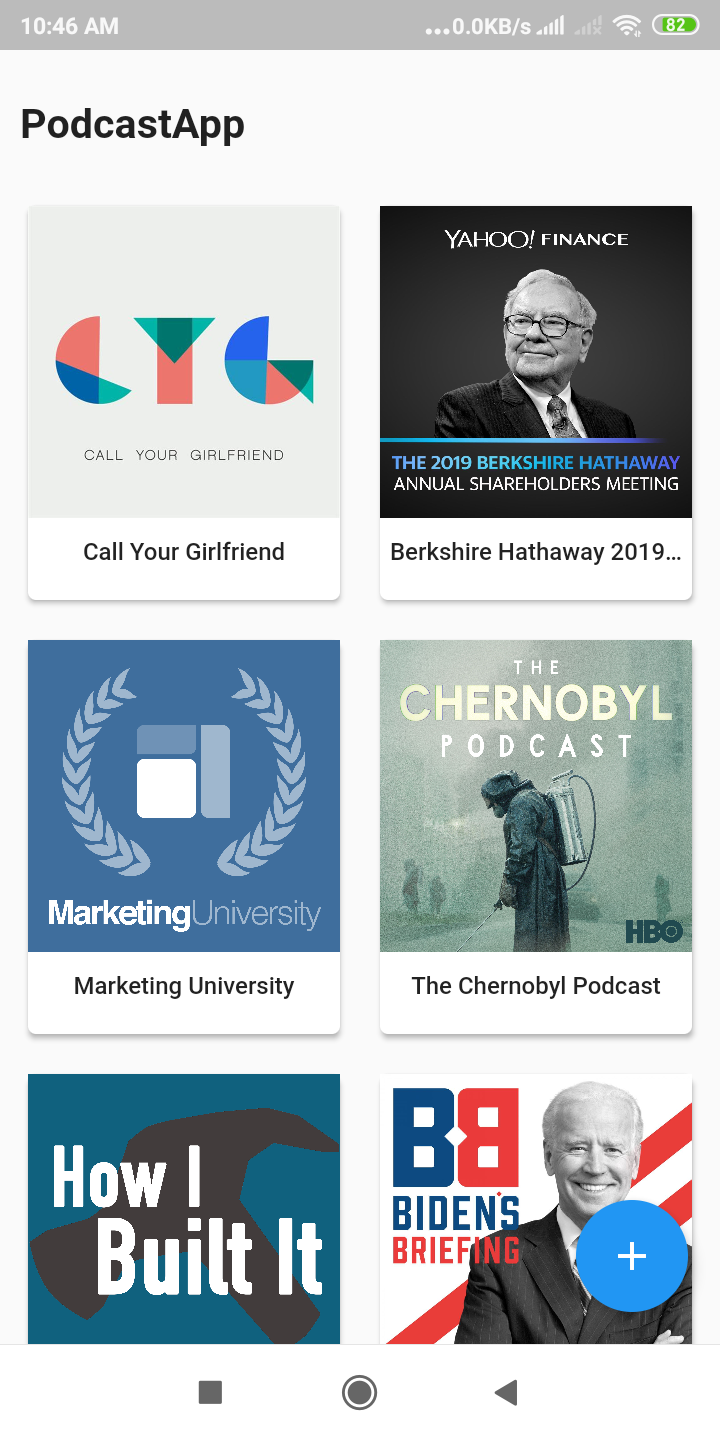 10:46 AM
...0.0KB/s
82
PodcastApp
CYG
CALL YOUR GIRLFRIEND
Call Your Girlfriend
YAHOO! FINANCE
THE 2019 BERKSHIRE HATHAWAY
ANNUAL SHAREHOLDERS MEETING
Berkshire Hathaway 2019...
MarketingUniversity
Marketing University
THE
CHERNOBYL
PODCAST
HBO
The Chernobyl Podcast
How I
Built It
BB
BIDEN'S
BRIEFING
+